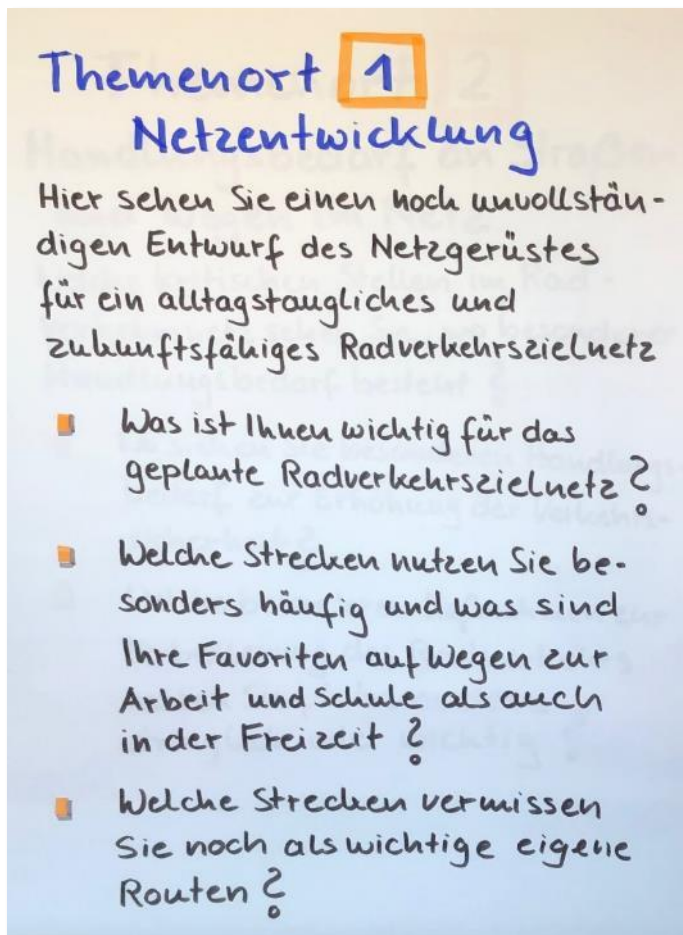 Themenort 1
Netzentwicklung
Hier sehen Sie einen noch unvollstän-
digen Entwurf des Netzgerüstes
für ein alltagstaugliches und
zukunftsfähiges Radverkehrszielnetz
Was ist Ihnen wichtig für das
geplante Radverkehrszielnetz?
Welche Strecken nutzen Sie be-
sonders häufig und was sind
Ihre Favoriten auf Wegen zur
Arbeit und Schule als auch
in der Freizeit?
Welche Strecken vermissen
Sie noch als wichtige eigene
Routen?